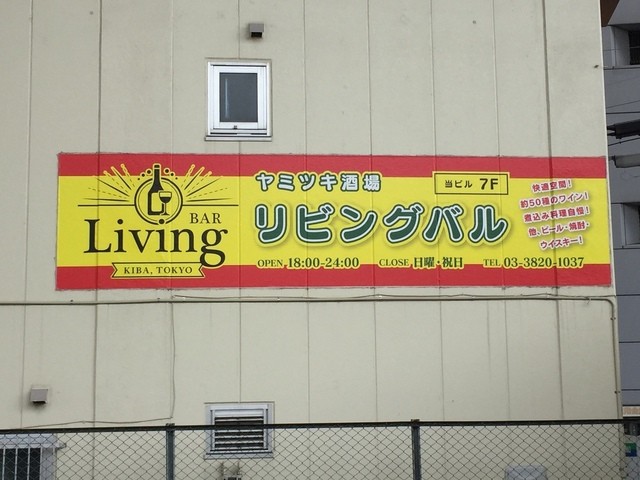 BAR
Living
KIBA, TOKYO
ヤミツキ酒場
当ビル 7F
リビングバル
OPEN 18:00-24:00 CLOSE 日曜・祝日 TEL 03-3820-1037
快適空間!
約50種のワイン!
煮込み料理自慢!
他、ビール・焼酎・
ウイスキー!